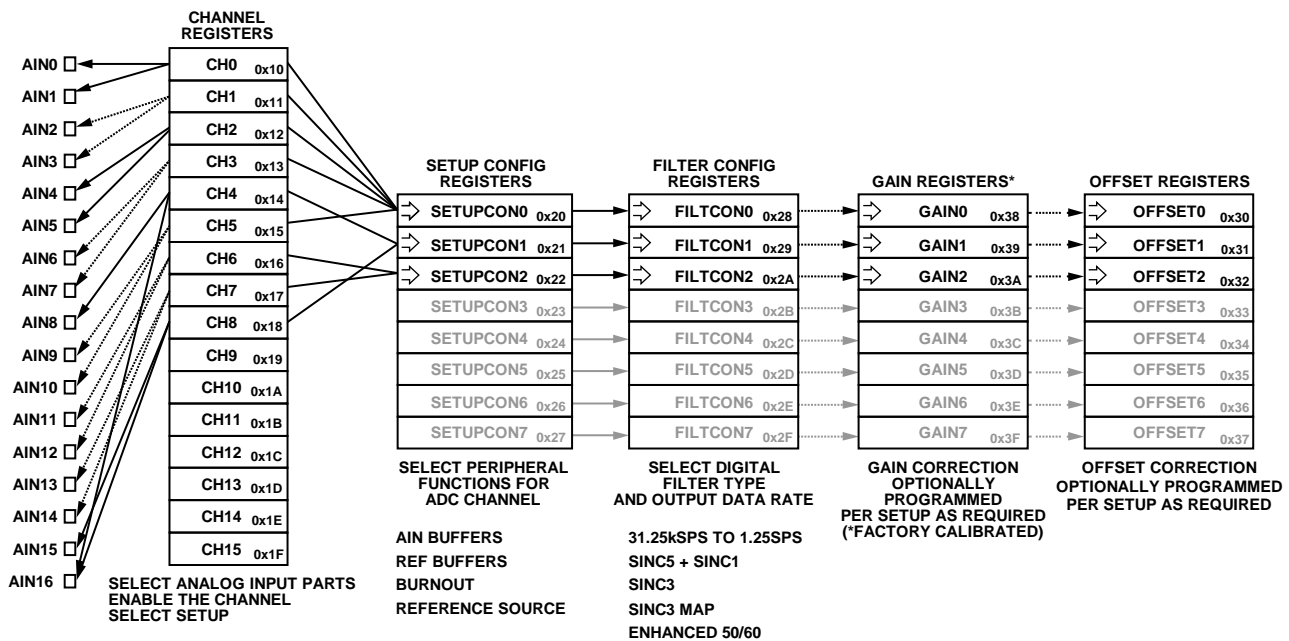 CHANNEL
REGISTERS
AIN0
AIN1
AIN2
AIN3
AIN4
AIN5
AIN6
AIN7
AIN8
AIN9
AIN10
AIN11
AIN12
AIN13
AIN14
AIN15
AIN16
CH0 0x10
CH1 0x11
CH2 0x12
CH3 0x13
CH4 0x14
CH5 0x15
CH6 0x16
CH7 0x17
CH8 0x18
CH9 0x19
CH10 0x1A
CH11 0x1B
CH12 0x1C
CH13 0x1D
CH14 0x1E
CH15 0x1F
SELECT ANALOG INPUT PARTS
ENABLE THE CHANNEL
SELECT SETUP
SETUP CONFIG
REGISTERS
SETUPCON0 0x20
SETUPCON1 0x21
SETUPCON2 0x22
SETUPCON3 0x23
SETUPCON4 0x24
SETUPCON5 0x25
SETUPCON6 0x26
SETUPCON7 0x27
SELECT PERIPHERAL
FUNCTIONS FOR
ADC CHANNEL
AIN BUFFERS
REF BUFFERS
BURNOUT
REFERENCE SOURCE
FILTER CONFIG
REGISTERS
FILTCON0 0x28
FILTCON1 0x29
FILTCON2 0x2A
FILTCON3 0x2B
FILTCON4 0x2C
FILTCON5 0x2D
FILTCON6 0x2E
FILTCON7 0x2F
SELECT DIGITAL
FILTER TYPE
AND OUTPUT DATA RATE
31.25kSPS TO 1.25SPS
SINC5 + SINC1
SINC3
SINC3 MAP
ENHANCED 50/60
GAIN REGISTERS*
GAIN0 0x38
GAIN1 0x39
GAIN2 0x3A
GAIN3 0x3B
GAIN4 0x3C
GAIN5 0x3D
GAIN6 0x3E
GAIN7 0x3F
GAIN CORRECTION
OPTIONALLY
PROGRAMMED
PER SETUP AS REQUIRED
(*FACTORY CALIBRATED)
OFFSET REGISTERS
OFFSET0 0x30
OFFSET1 0x31
OFFSET2 0x32
OFFSET3 0x33
OFFSET4 0x34
OFFSET5 0x35
OFFSET6 0x36
OFFSET7 0x37
OFFSET CORRECTION
OPTIONALLY PROGRAMMED
PER SETUP AS REQUIRED